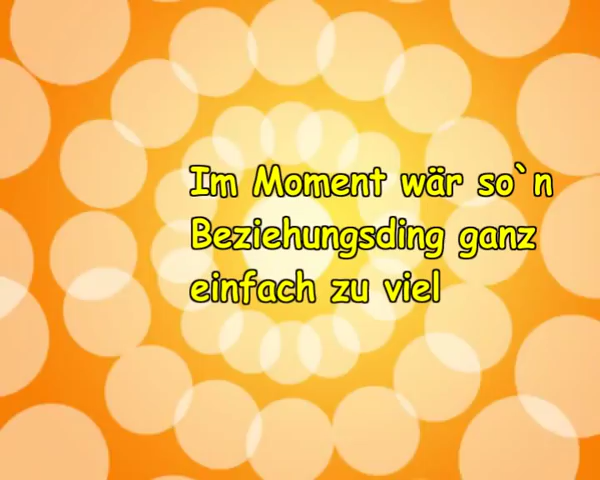 Im Moment wär so`n
Beziehungsding ganz
einfach zu viel